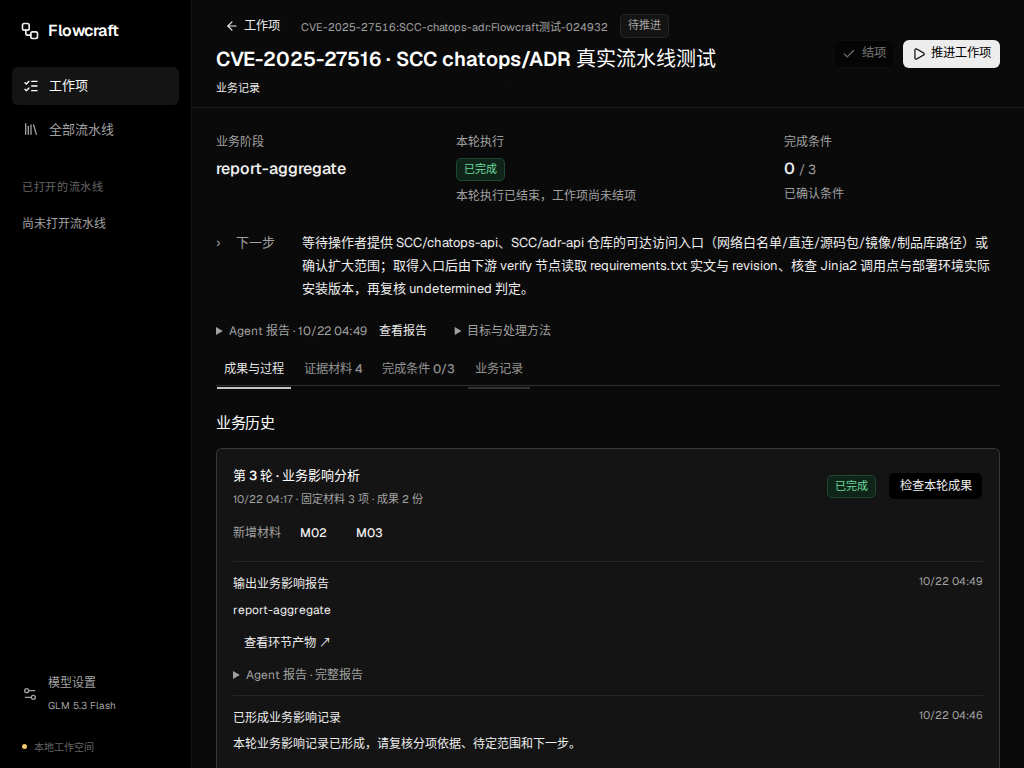 Flowcraft
工作项
全部流水线
已打开的流水线
尚未打开流水线
模型设置
GLM 5.3 Flash
本地工作空间
← 工作项 CVE-2025-27516:SCC-chatops-adr:Flowcraft测试-024932 待推进
CVE-2025-27516 · SCC chatops/ADR 真实流水线测试
业务记录
结项
推进工作项
业务阶段
report-aggregate
本轮执行
已完成
本轮执行已结束，工作项尚未结项
完成条件
0 / 3
已确认条件
› 下一步
等待操作者提供 SCC/chatops-api、SCC/adr-api 仓库的可达访问入口（网络白名单/直连/源码包/镜像/制品库路径）或
确认扩大范围；取得入口后由下游 verify 节点读取 requirements.txt 实文与 revision、核查 Jinja2 调用点与部署环境实际
安装版本，再复核 undetermined 判定。
▶ Agent 报告 · 10/22 04:49 查看报告 ▶ 目标与处理方法
成果与过程 证据材料 4 完成条件 0/3 业务记录
业务历史
第 3 轮 · 业务影响分析
10/22 04:17 · 固定材料 3 项 · 成果 2 份
已完成 检查本轮成果
新增材料 M02 M03
输出业务影响报告 10/22 04:49
report-aggregate
查看环节产物 ↗
▶ Agent 报告 · 完整报告
已形成业务影响记录 10/22 04:46
本轮业务影响记录已形成，请复核分项依据、待定范围和下一步。